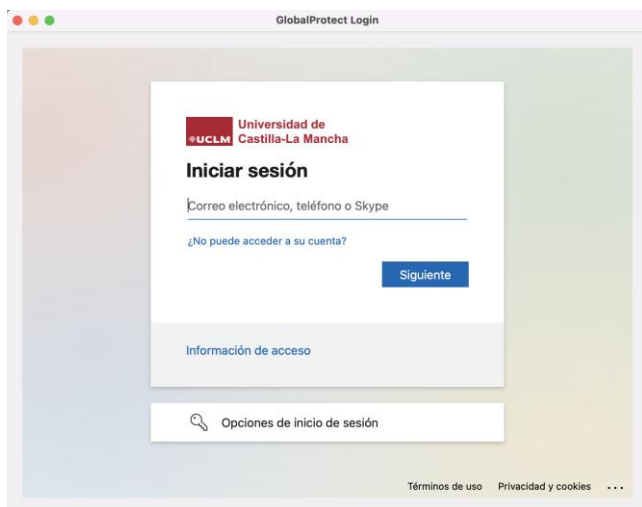 GlobalProtect Login
Universidad de
UCLM Castilla-La Mancha
Iniciar sesión
Correo electrónico, teléfono o Skype
¿No puede acceder a su cuenta?
Siguiente
Información de acceso
Opciones de inicio de sesión
Términos de uso Privacidad y cookies ...